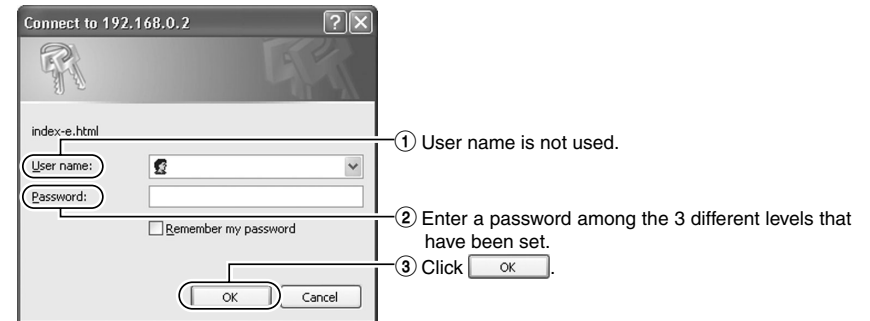 Connect to 192.168.0.2
index-e.html
User name:
Password:
Remember my password
OK
Cancel
1 User name is not used.
2 Enter a password among the 3 different levels that
have been set.
3 Click OK .